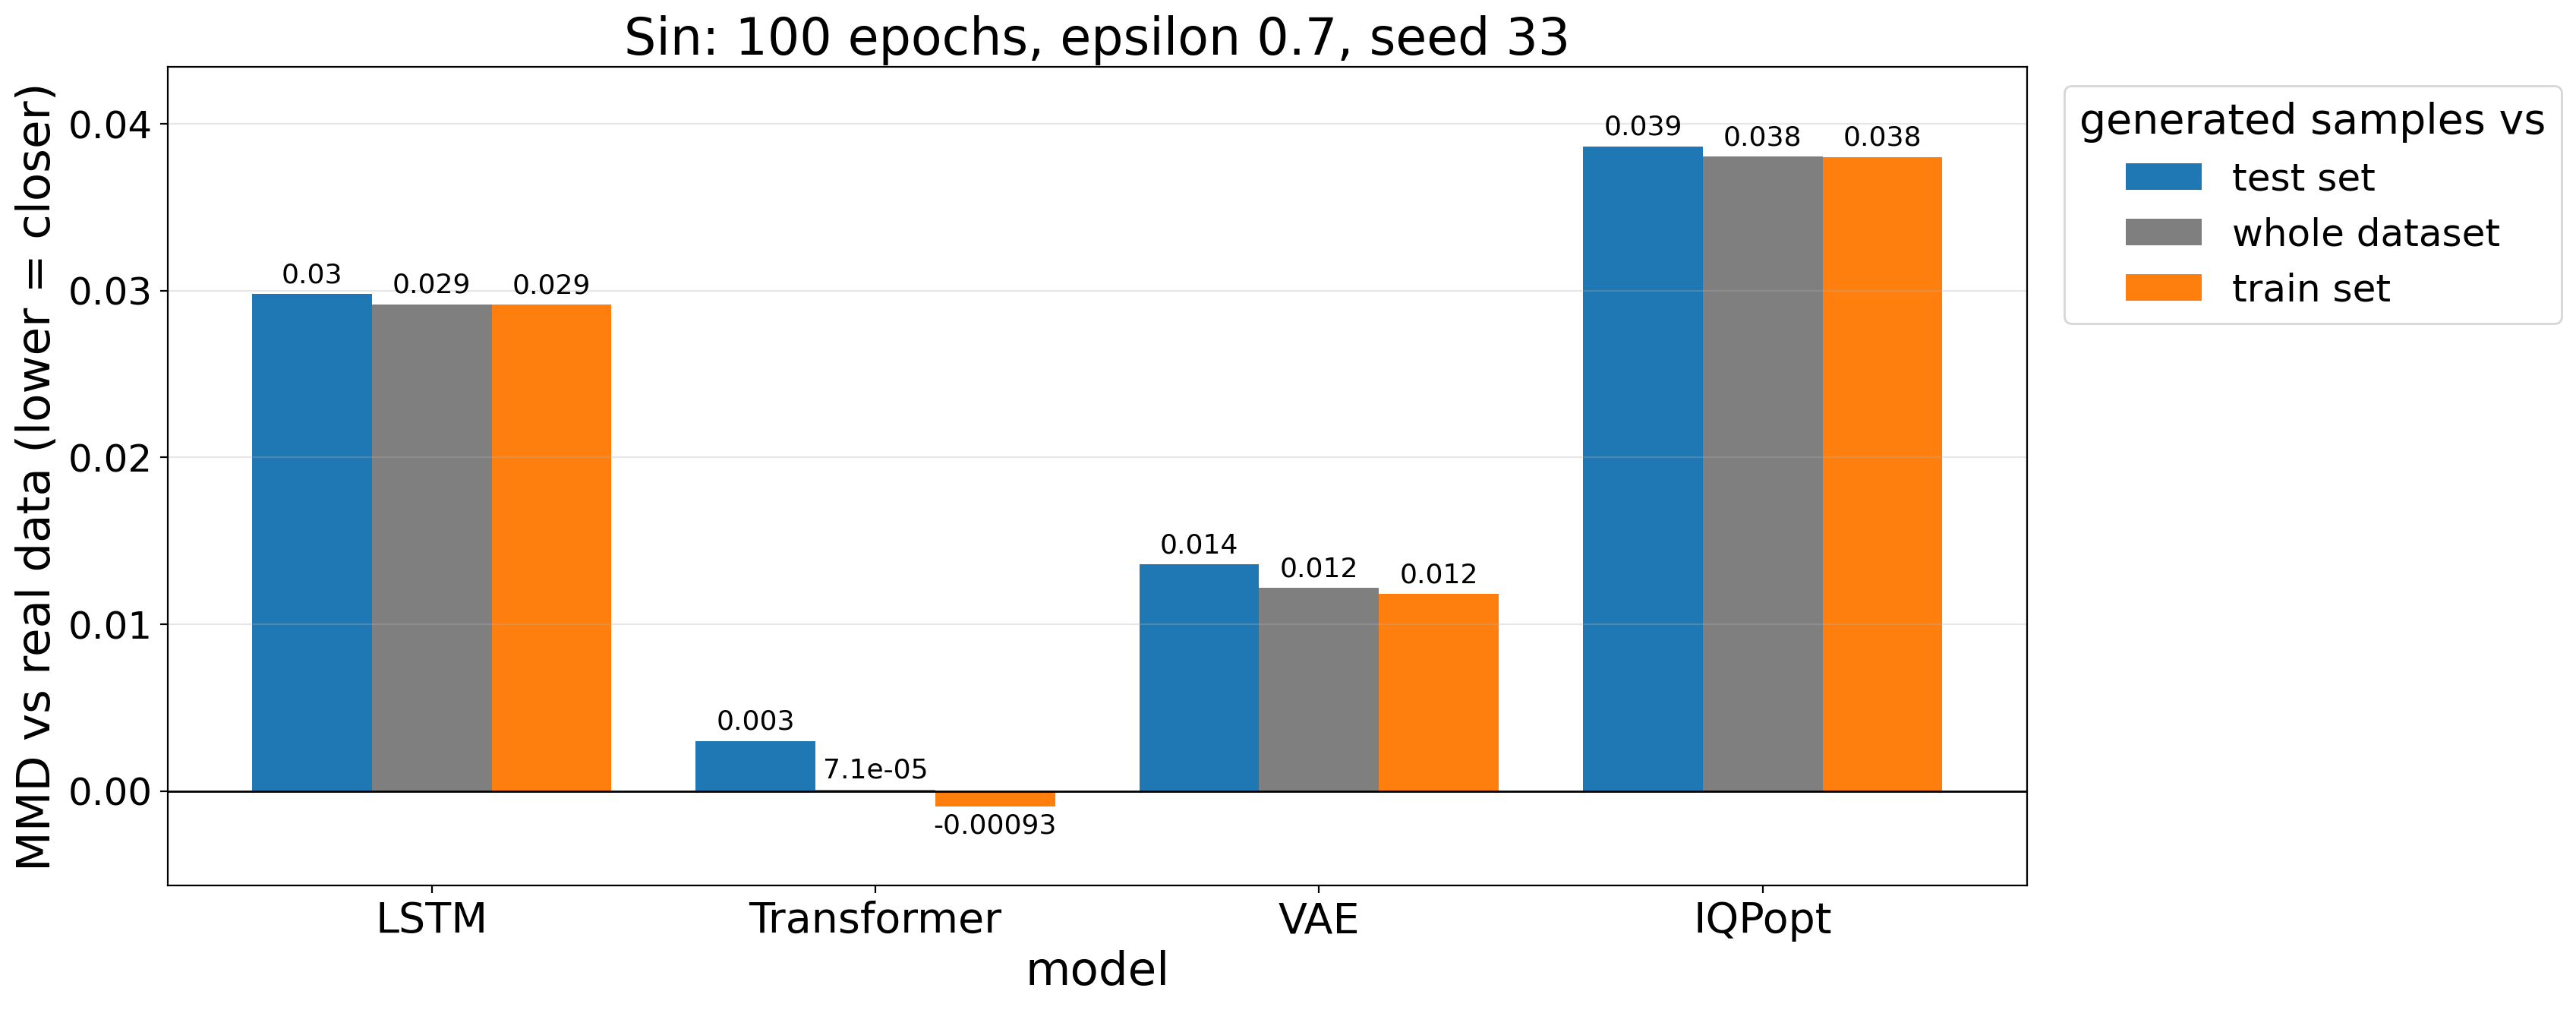 Sin: 100 epochs, epsilon 0.7, seed 33
MMD vs real data (lower = closer)
0.04
0.03
0.02
0.01
0.00
0.03
0.029
0.029
0.003
7.1e-05
-0.00093
0.014
0.012
0.012
0.039
0.038
0.038
LSTM
Transformer
VAE
IQPopt
model
generated samples vs
test set
whole dataset
train set